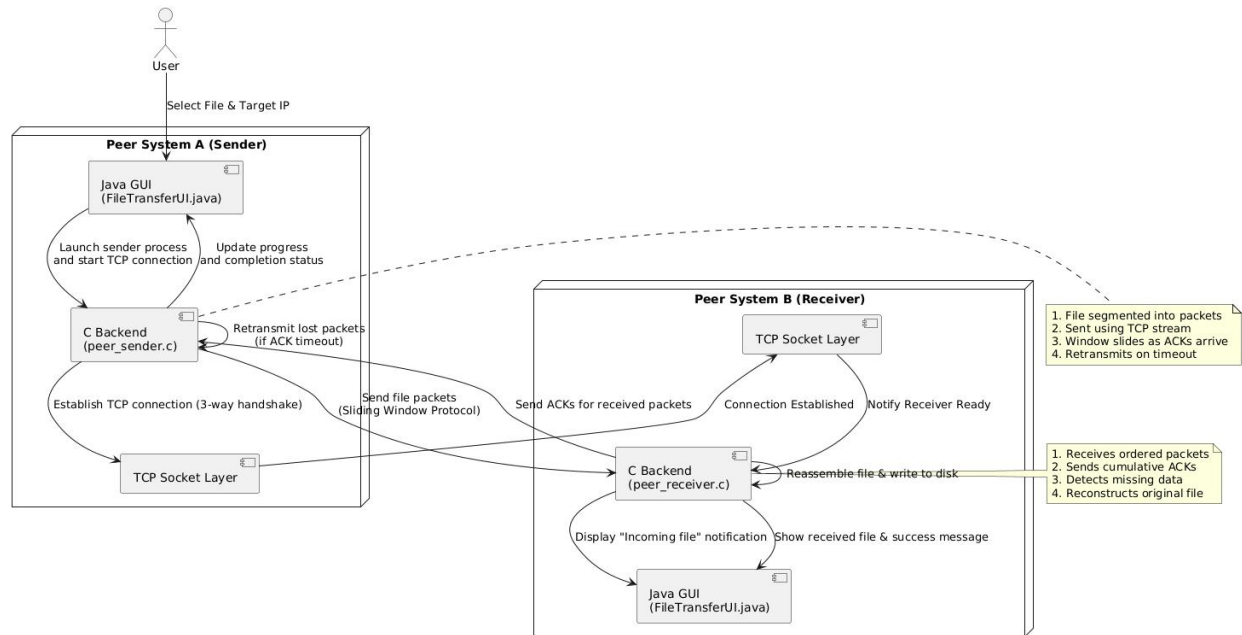 User
Select File & Target IP
Peer System A (Sender)
Java GUI
(FileTransferUI.java)
Launch sender process
and start TCP connection
Update progress
and completion status
C Backend
(peer_sender.c)
Retransmit lost packets
(if ACK timeout)
Establish TCP connection (3-way handshake)
Send file packets
(Sliding Window Protocol)
TCP Socket Layer
Peer System B (Receiver)
TCP Socket Layer
Send ACKs for received packets
Connection Established
Notify Receiver Ready
C Backend
(peer_receiver.c)
Reassemble file & write to disk
Display "Incoming file" notification
Show received file & success message
Java GUI
(FileTransferUI.java)
1. File segmented into packets
2. Sent using TCP stream
3. Window slides as ACKs arrive
4. Retransmits on timeout
1. Receives ordered packets
2. Sends cumulative ACKs
3. Detects missing data
4. Reconstructs original file